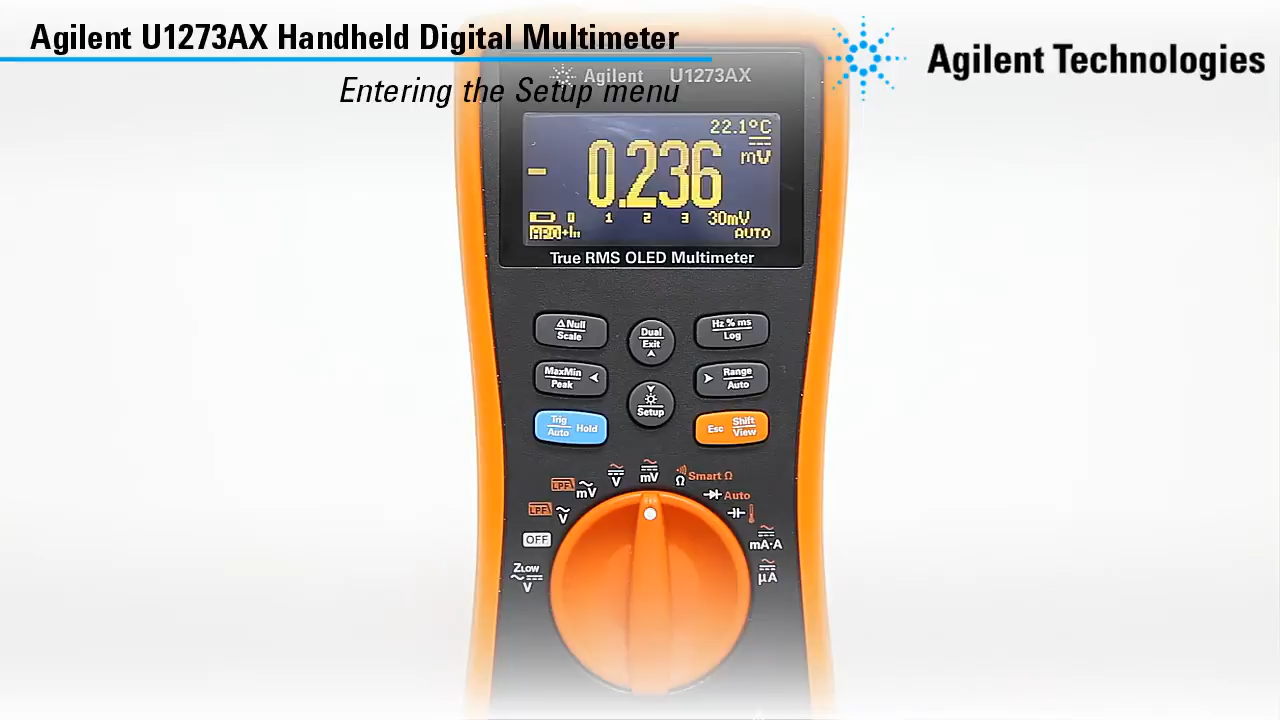 Agilent U1273AX Handheld Digital Multimeter
Entering the Setup menu
Agilent Technologies
Agilent U1273AX
22.1°C
mV
- 0.236
0 1 2 3 30mV
AUTO
True RMS OLED Multimeter
ΔNull
Scale
Dual
Exit
Hz % ms
Log
MaxMin
Peak
Range
Auto
Setup
Trig
Auto Hold
Esc Shift
View
LPF mV
V
mV
Ω Smart Ω
Auto
LPF V
OFF
mA·A
ZLOW
V
μA